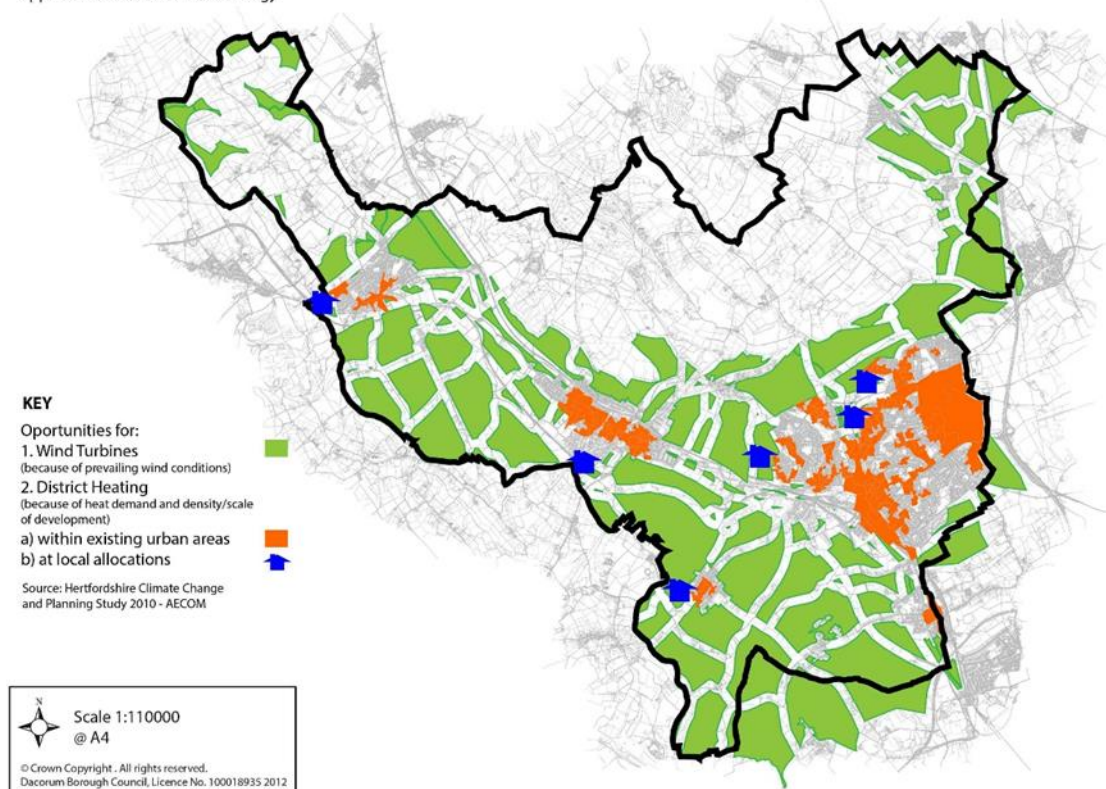 KEY
Oportunities for:
1. Wind Turbines
(because of prevailing wind conditions)
2. District Heating
(because of heat demand and density/scale
of development)
a) within existing urban areas
b) at local allocations
Source: Hertfordshire Climate Change
and Planning Study 2010 - AECOM
N
Scale 1:110000
@ A4
© Crown Copyright . All rights reserved.
Dacorum Borough Council, Licence No. 100018935 2012